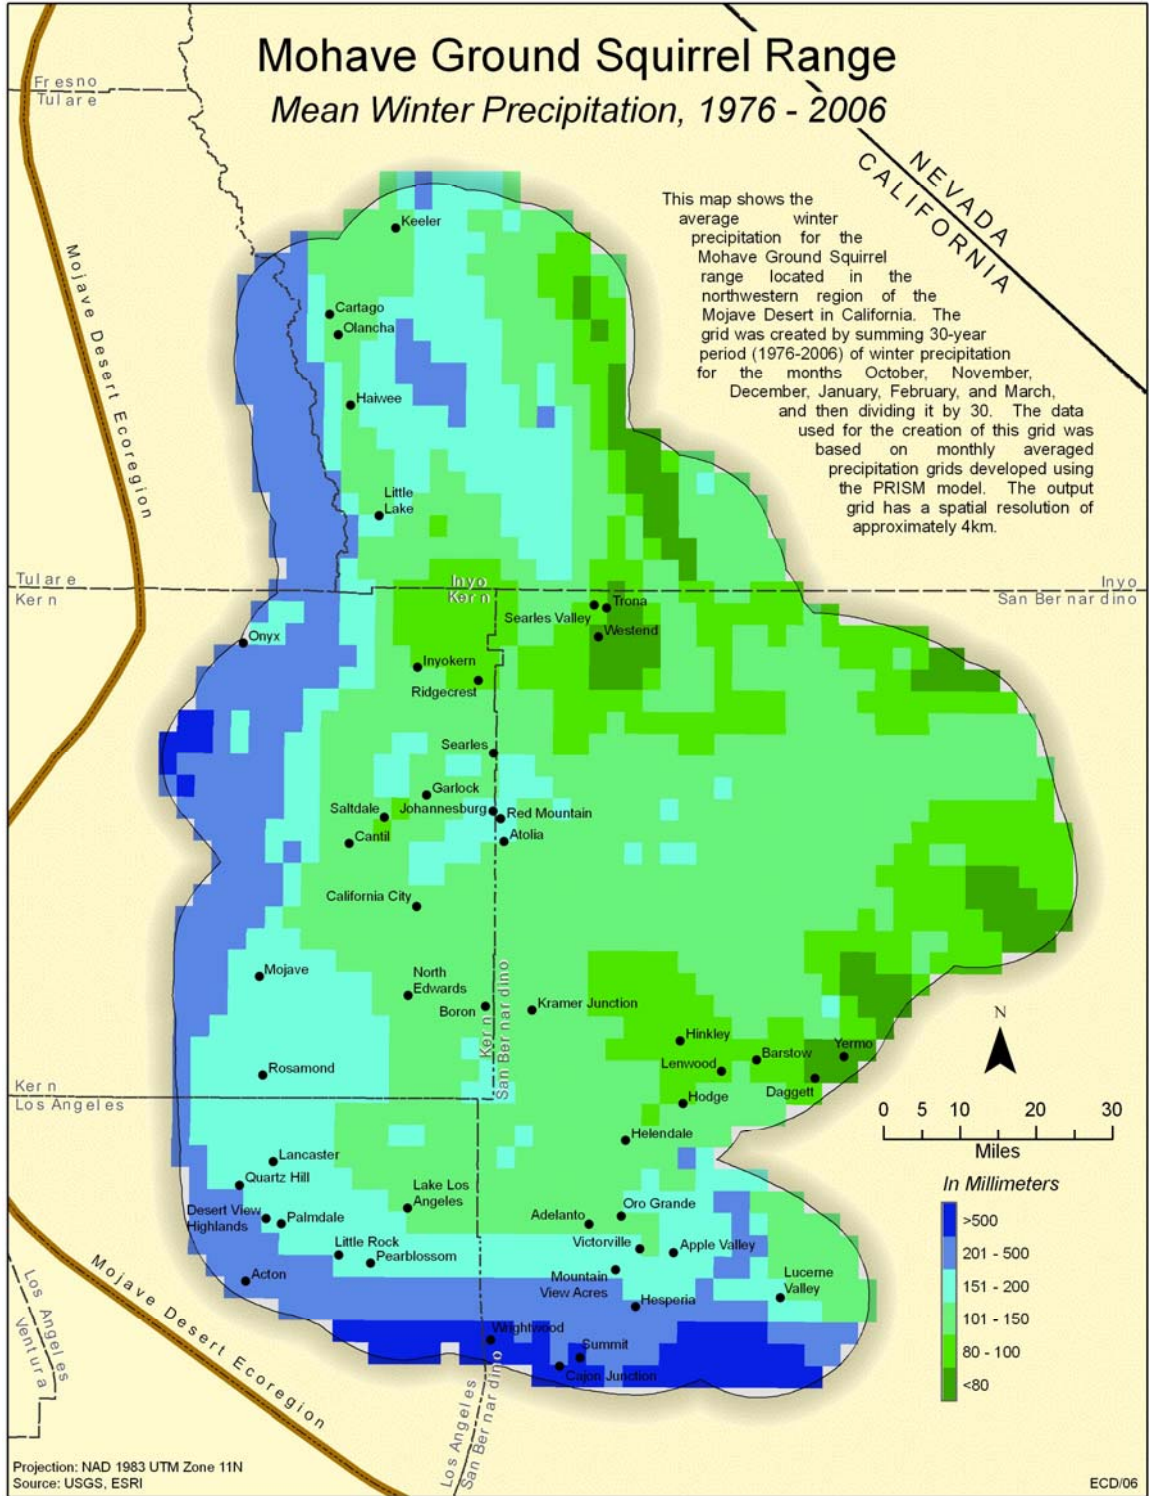 Mohave Ground Squirrel Range
Mean Winter Precipitation, 1976 - 2006
Fresno
Tulare
NEVADA
CALIFORNIA
This map shows the
average winter
precipitation for the
Mohave Ground Squirrel
range located in the
northwestern region of the
Mojave Desert in California. The
grid was created by summing 30-year
period (1976-2006) of winter precipitation
for the months October, November,
December, January, February, and March,
and then dividing it by 30. The data
used for the creation of this grid was
based on monthly averaged
precipitation grids developed using
the PRISM model. The output
grid has a spatial resolution of
approximately 4km.
Mojave Desert Ecoregion
Keeler
Cartago
Olancha
Haiwee
Little
Lake
Tulare
Kern
Inyo
Kern
Inyo
San Bernardino
Searles Valley
Trona
Westend
Onyx
Inyokern
Ridgecrest
Searles
Garlock
Saltdale
Johannesburg
Red Mountain
Cantil
Atolia
California City
Mojave
North
Edwards
Boron
Kramer Junction
Kern
San Bernardino
Hinkley
Lenwood
Barstow
Yermo
Daggett
Hodge
Rosamond
Kern
Los Angeles
Helendale
Lancaster
Quartz Hill
Desert View
Highlands
Palmdale
Lake Los
Angeles
Little Rock
Pearblossom
Acton
Adelanto
Oro Grande
Victorville
Apple Valley
Mountain
View Acres
Hesperia
Lucerne
Valley
Wrightwood
Summit
Cajon Junction
Los Angeles
San Bernardino
Los Angeles
Ventura
Mojave Desert Ecoregion
N
0 5 10 20 30
Miles
In Millimeters
>500
201 - 500
151 - 200
101 - 150
80 - 100
<80
Projection: NAD 1983 UTM Zone 11N
Source: USGS, ESRI
ECD/06